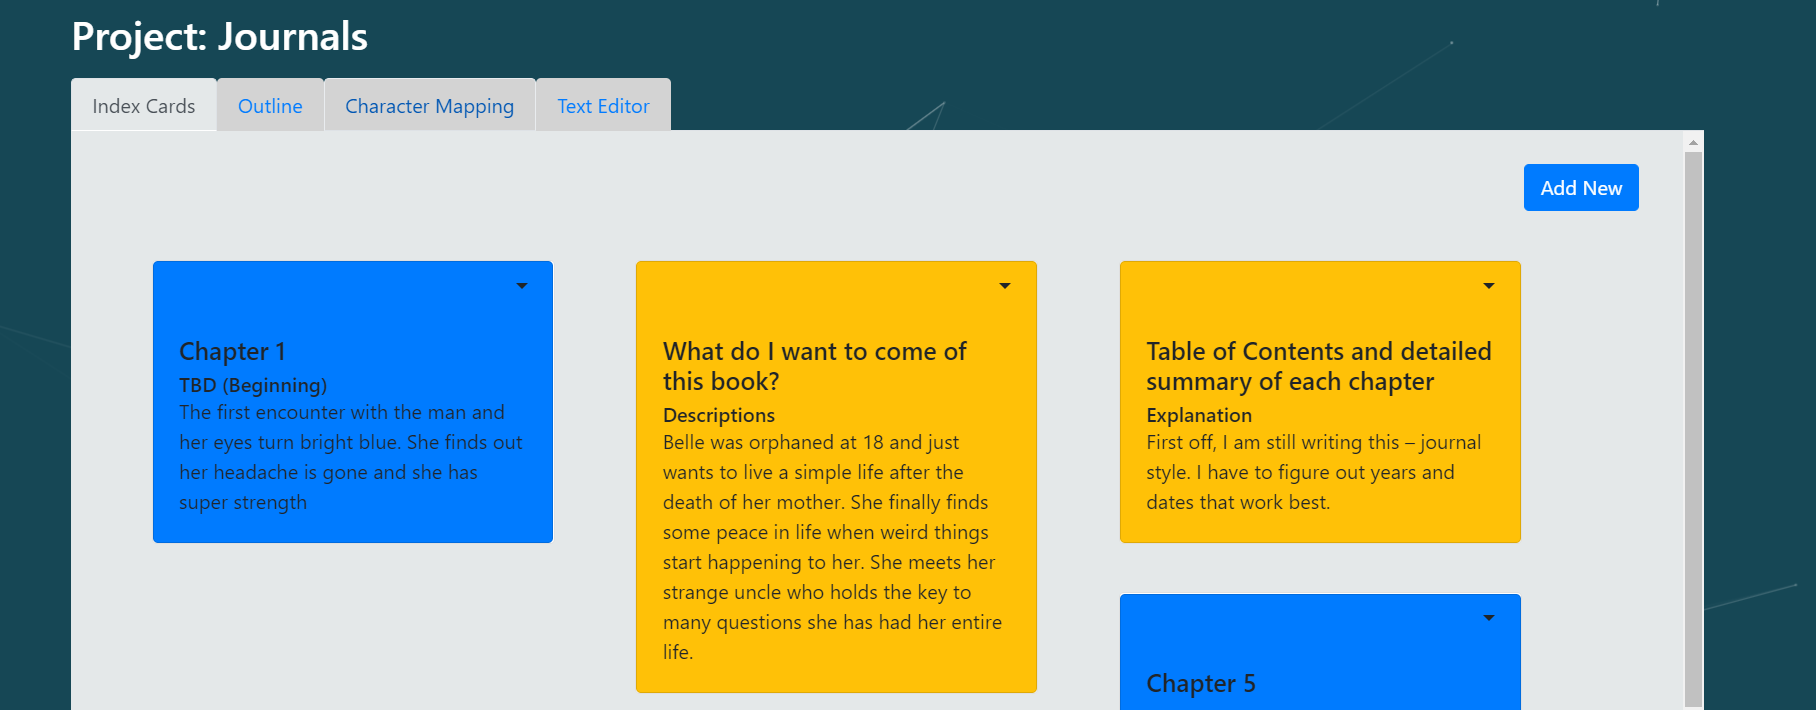 Project: Journals
Index Cards
Outline
Character Mapping
Text Editor
Add New
Chapter 1
TBD (Beginning)
The first encounter with the man and
her eyes turn bright blue. She finds out
her headache is gone and she has
super strength
What do I want to come of
this book?
Descriptions
Belle was orphaned at 18 and just
wants to live a simple life after the
death of her mother. She finally finds
some peace in life when weird things
start happening to her. She meets her
strange uncle who holds the key to
many questions she has had her entire
life.
Table of Contents and detailed
summary of each chapter
Explanation
First off, I am still writing this – journal
style. I have to figure out years and
dates that work best.
Chapter 5